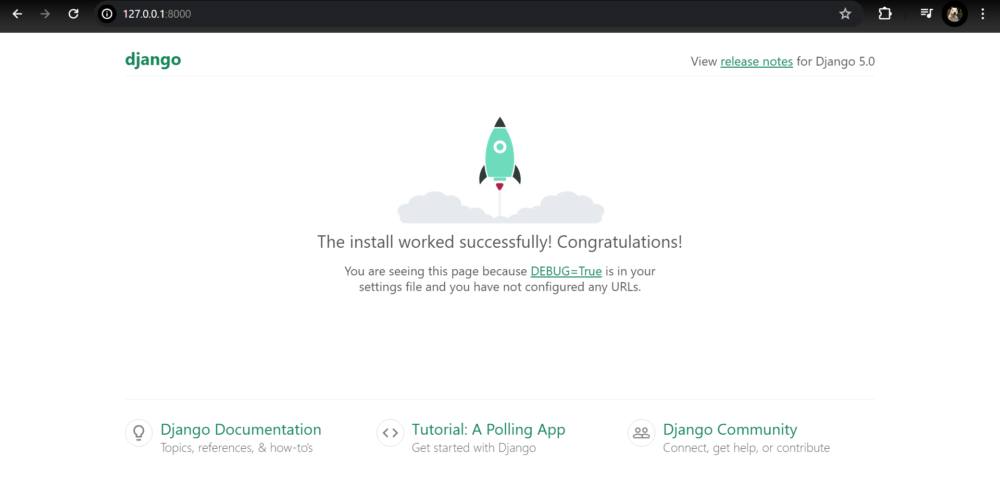 127.0.0.1:8000
django
View release notes for Django 5.0
The install worked successfully! Congratulations!
You are seeing this page because DEBUG=True is in your
settings file and you have not configured any URLs.
Django Documentation
Topics, references, & how-to’s
Tutorial: A Polling App
Get started with Django
Django Community
Connect, get help, or contribute